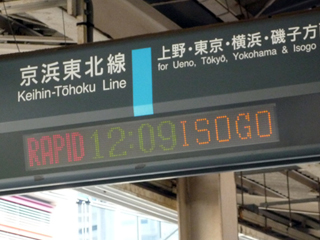 京浜東北線
Keihin-Tōhoku Line
上野・東京・横浜・磯子方
for Ueno, Tōkyō, Yokohama & Isogo
RAPID 12:09 ISOGO